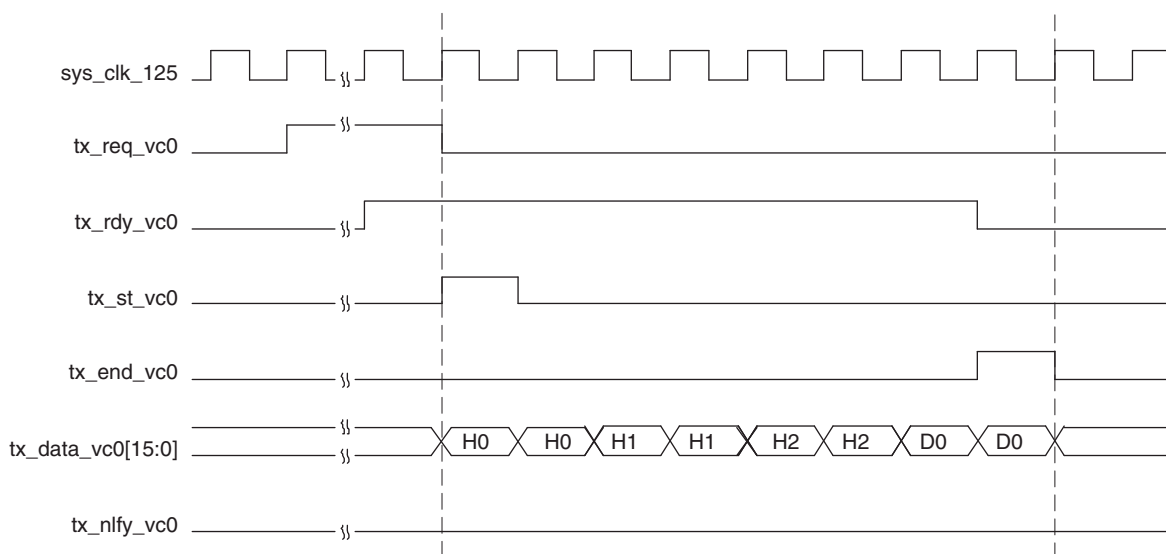 sys_clk_125
tx_req_vc0
tx_rdy_vc0
tx_st_vc0
tx_end_vc0
tx_data_vc0[15:0] H0 H0 H1 H1 H2 H2 D0 D0
tx_nlfy_vc0